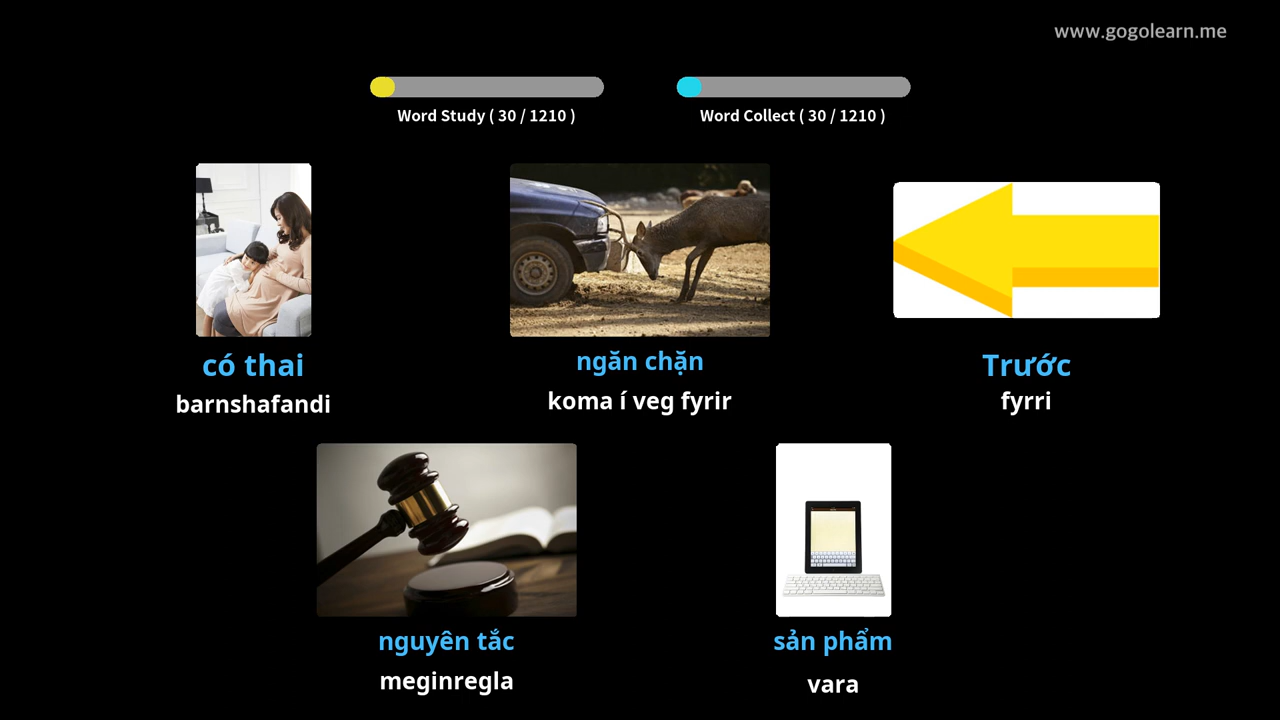 www.gogolearn.me
Word Study ( 30 / 1210 )
Word Collect ( 30 / 1210 )
có thai
barnshafandi
ngăn chặn
koma í veg fyrir
Trước
fyrri
nguyên tắc
meginregla
sản phẩm
vara